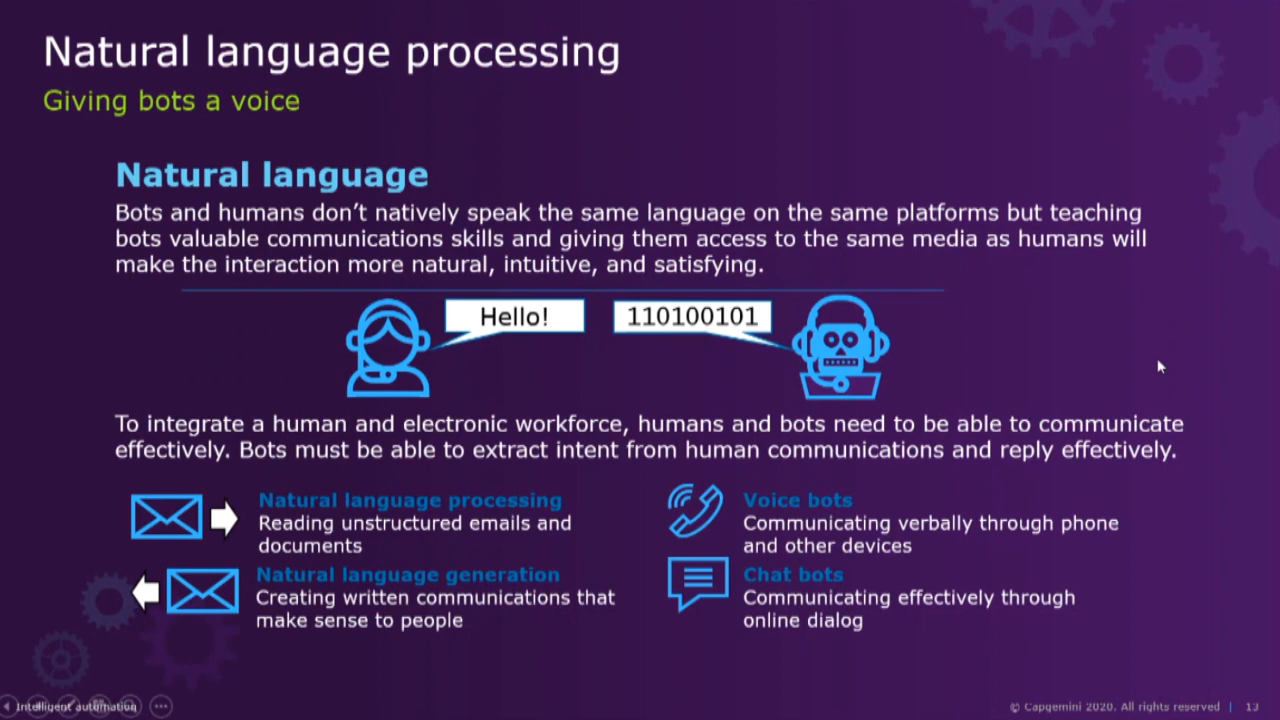 Natural language processing
Giving bots a voice
Natural language
Bots and humans don’t natively speak the same language on the same platforms but teaching
bots valuable communications skills and giving them access to the same media as humans will
make the interaction more natural, intuitive, and satisfying.
Hello!
110100101
To integrate a human and electronic workforce, humans and bots need to be able to communicate
effectively. Bots must be able to extract intent from human communications and reply effectively.
Natural language processing
Reading unstructured emails and
documents
Natural language generation
Creating written communications that
make sense to people
Voice bots
Communicating verbally through phone
and other devices
Chat bots
Communicating effectively through
online dialog
Intelligent automation
© Capgemini 2020. All rights reserved | 13